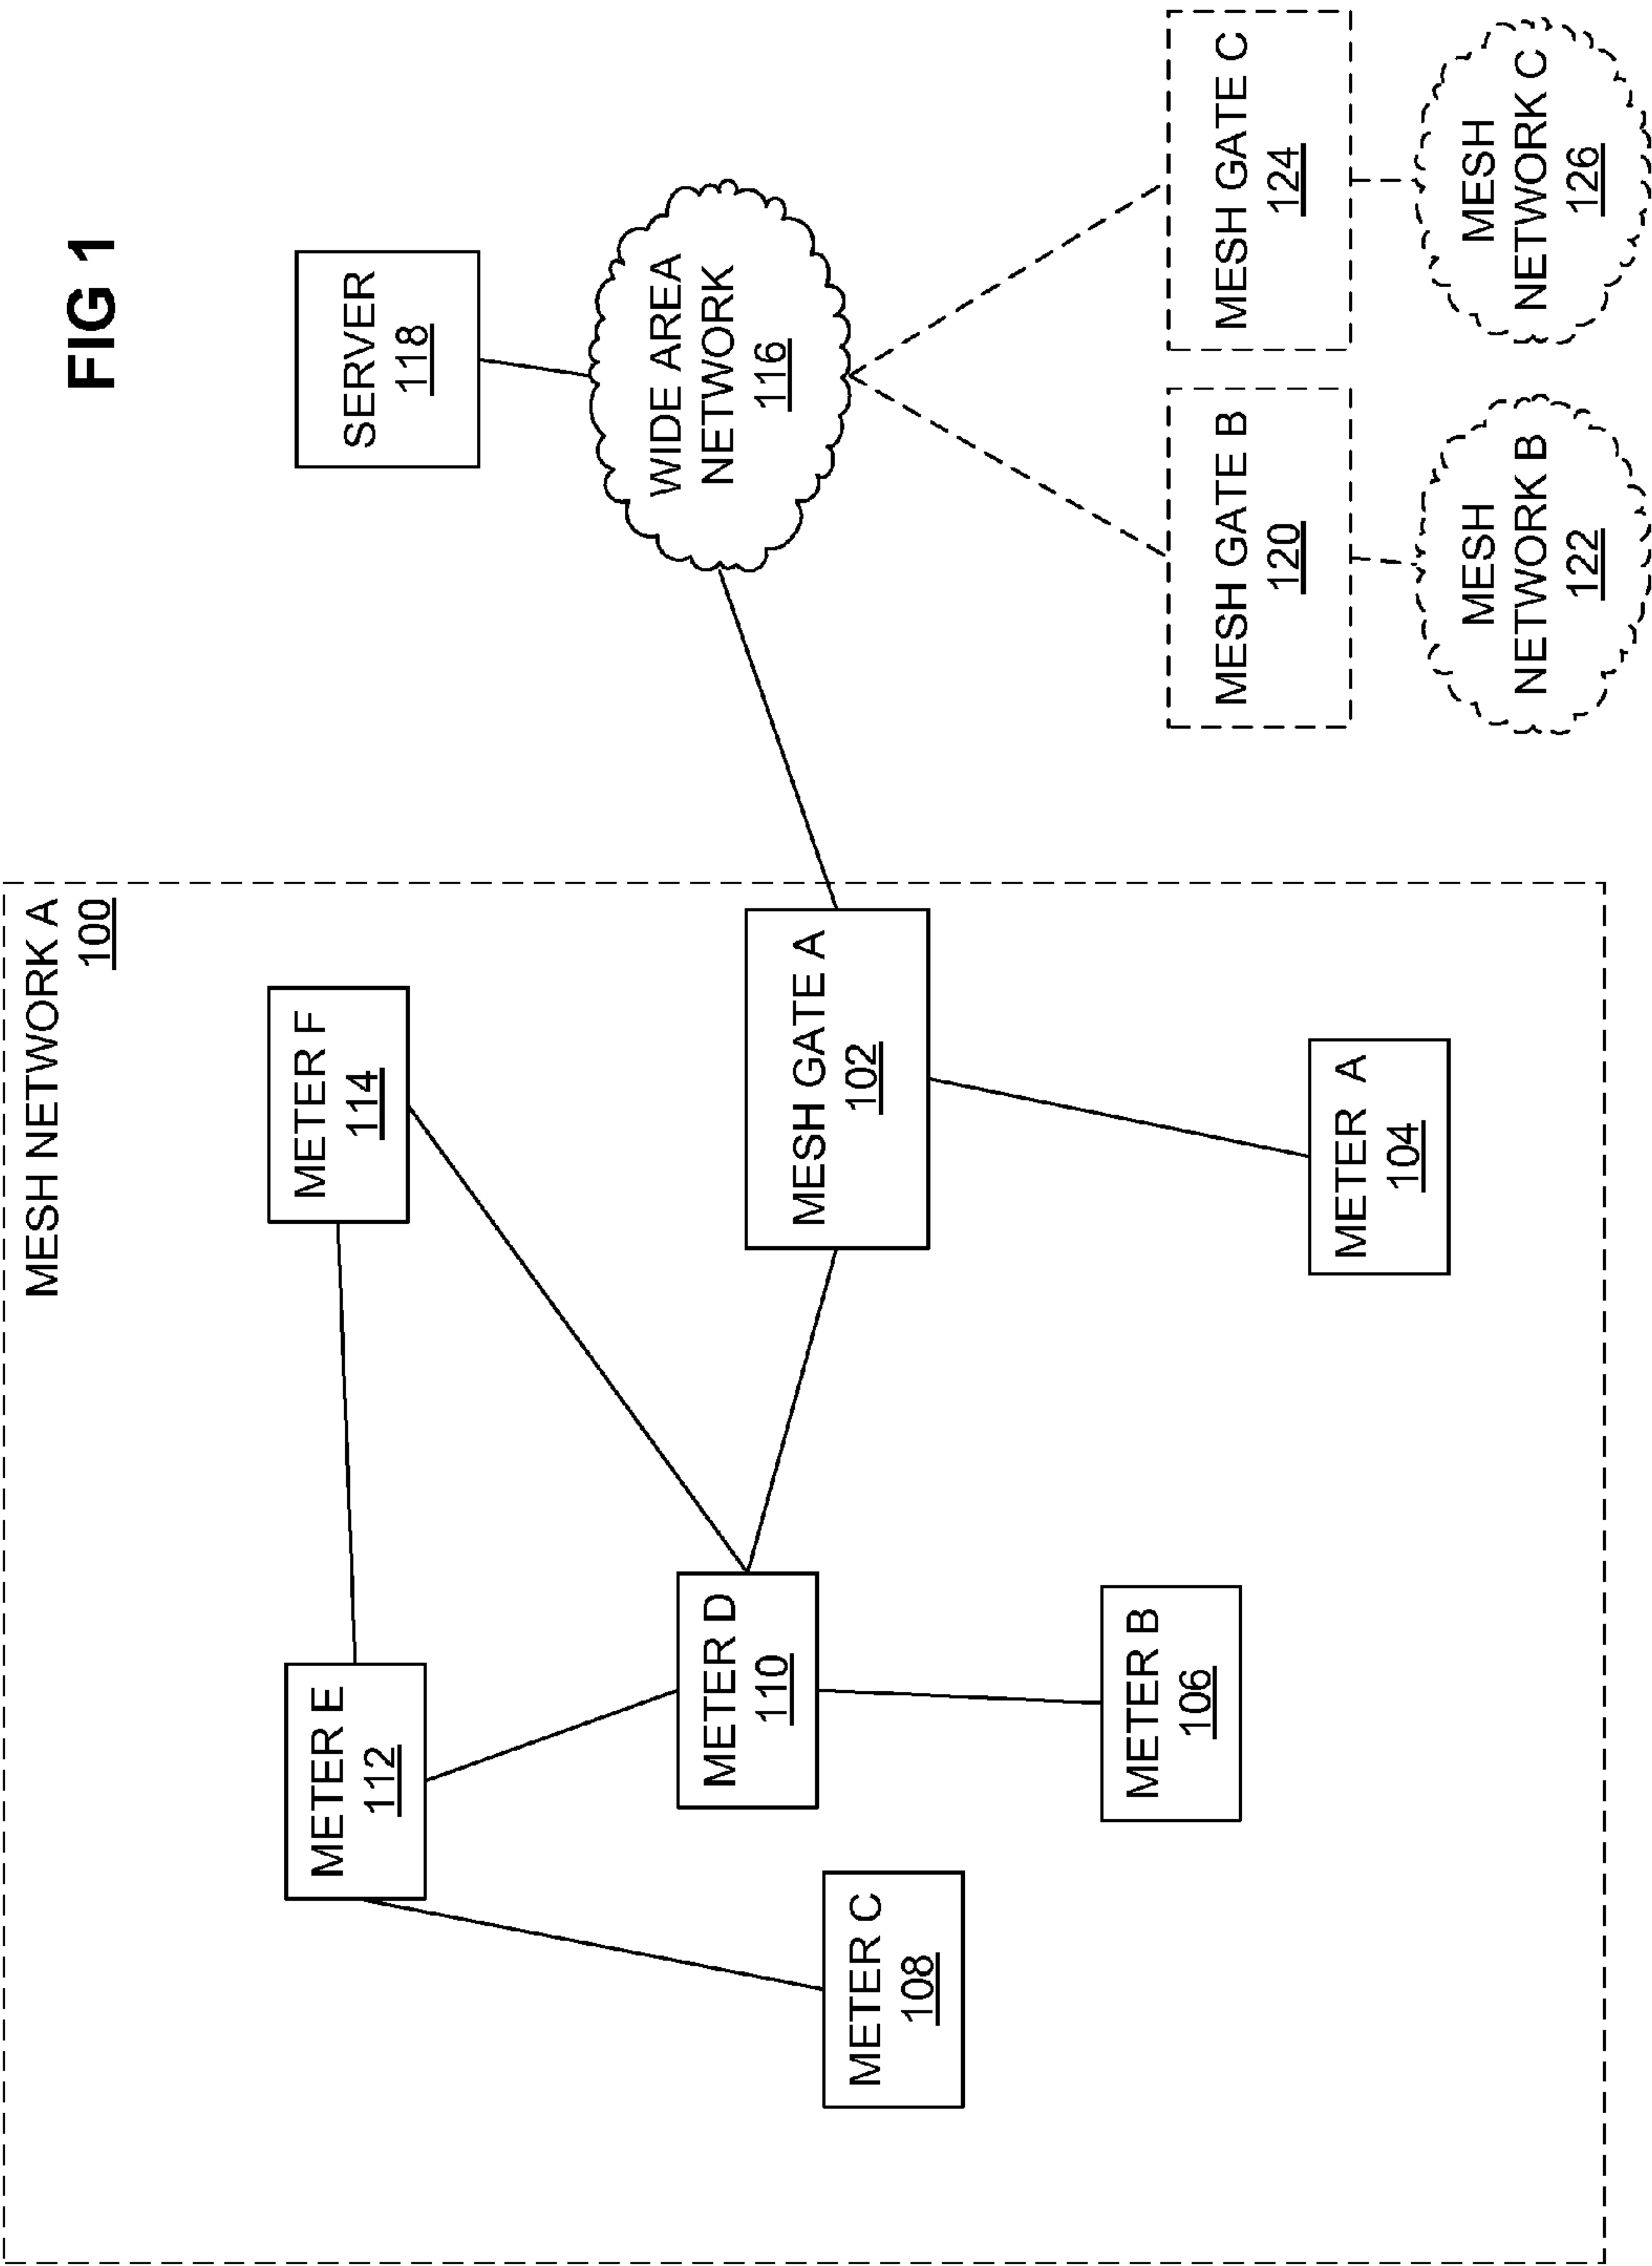 FIG 1
MESH NETWORK A
100
METER E
112
METER F
114
SERVER
118
METER C
108
METER D
110
MESH GATE A
102
WIDE AREA
NETWORK
116
METER B
106
METER A
104
MESH GATE B
120
MESH GATE C
124
MESH
NETWORK B
122
MESH
NETWORK C
126